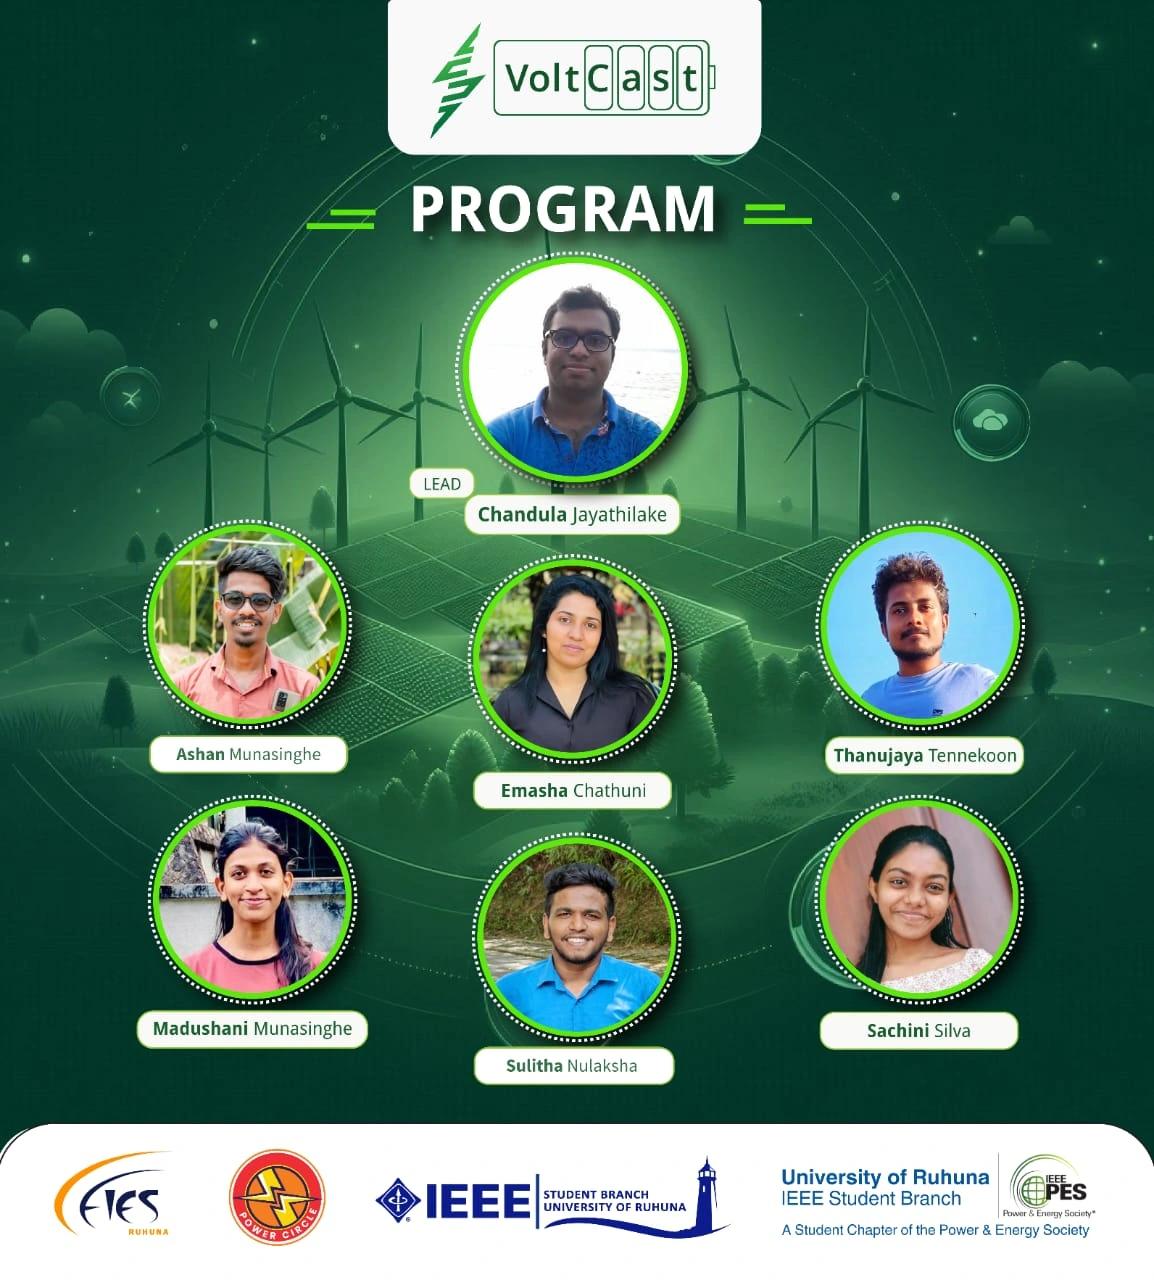 VoltCast
PROGRAM
LEAD
Chandula Jayathilake
Ashan Munasinghe
Emasha Chathuni
Thanujaya Tennekoon
Madushani Munasinghe
Sulitha Nulaksha
Sachini Silva
RUHUNA
POWER CIRCLE
IEEE
STUDENT BRANCH
UNIVERSITY OF RUHUNA
University of Ruhuna
IEEE Student Branch
IEEE
PES
Power & Energy Society®
A Student Chapter of the Power & Energy Society